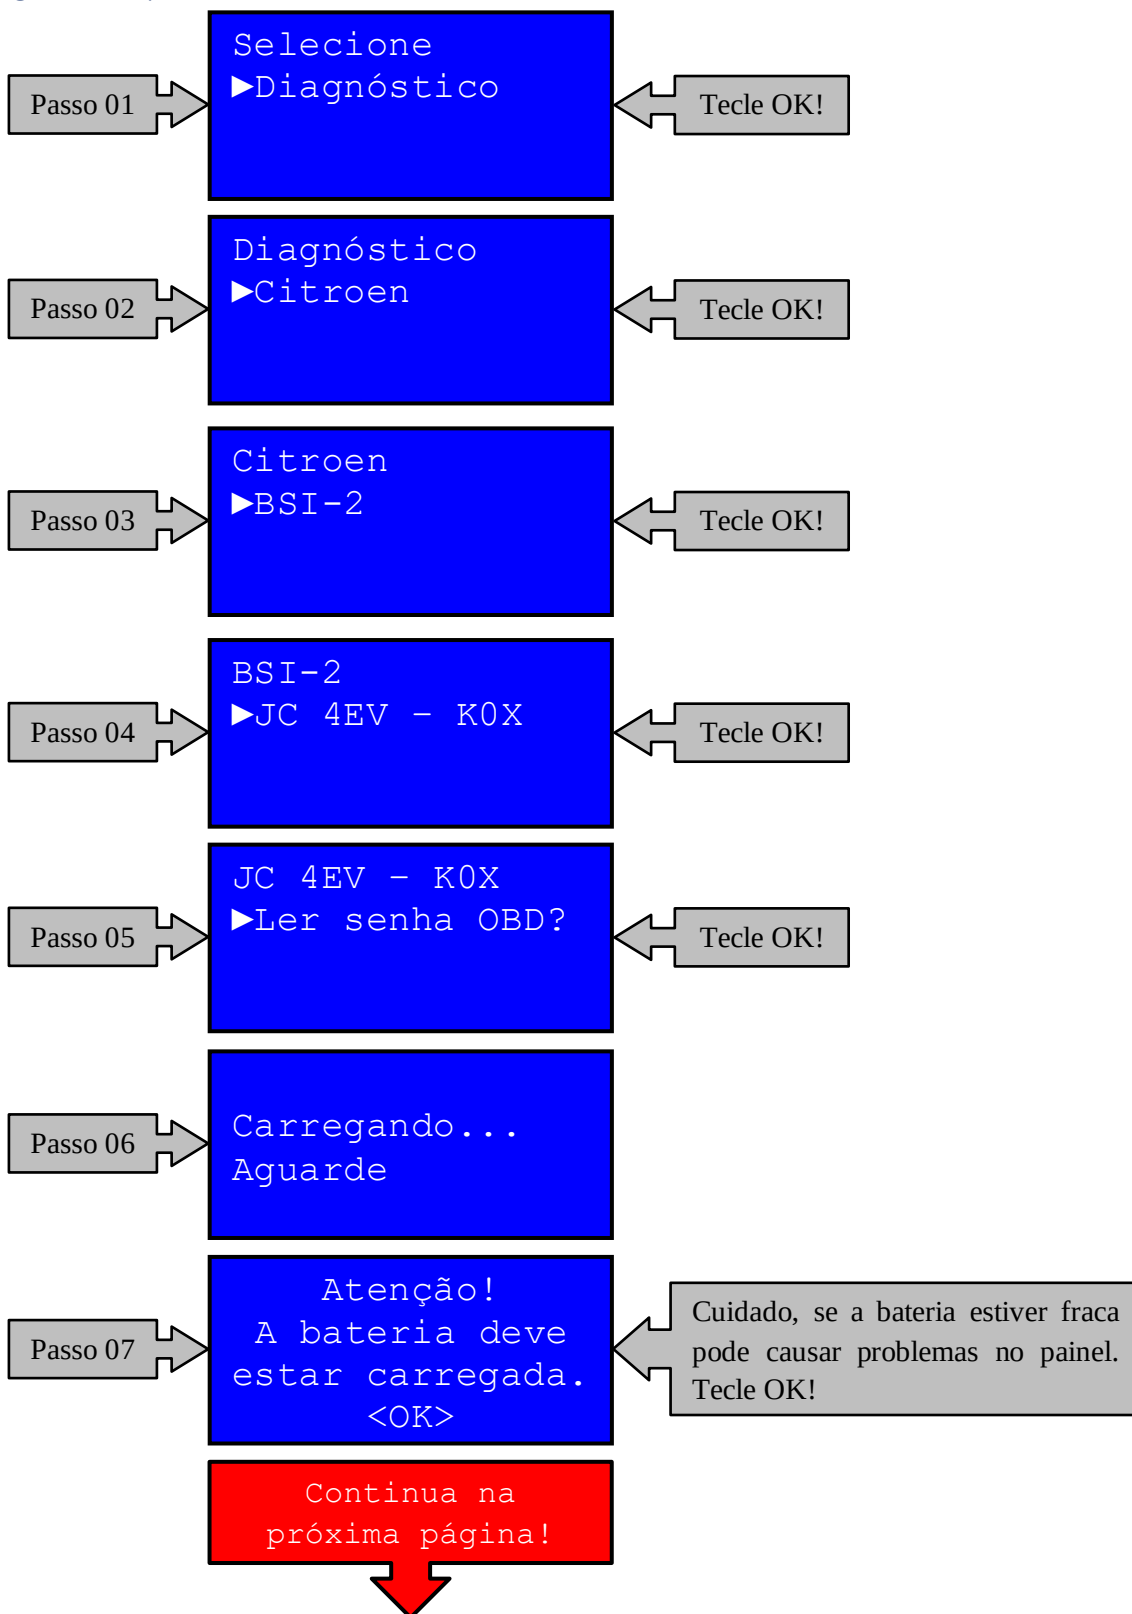 Selecione
►Diagnóstico
Passo 01
Tecle OK!
Diagnóstico
►Citroen
Passo 02
Tecle OK!
Citroen
►BSI-2
Passo 03
Tecle OK!
BSI-2
►JC 4EV – K0X
Passo 04
Tecle OK!
JC 4EV – K0X
►Ler senha OBD?
Passo 05
Tecle OK!
Passo 06
Carregando...
Aguarde
Passo 07
Atenção!
A bateria deve
estar carregada.
<OK>
Cuidado, se a bateria estiver fraca
pode causar problemas no painel.
Tecle OK!
Continua na
próxima página!